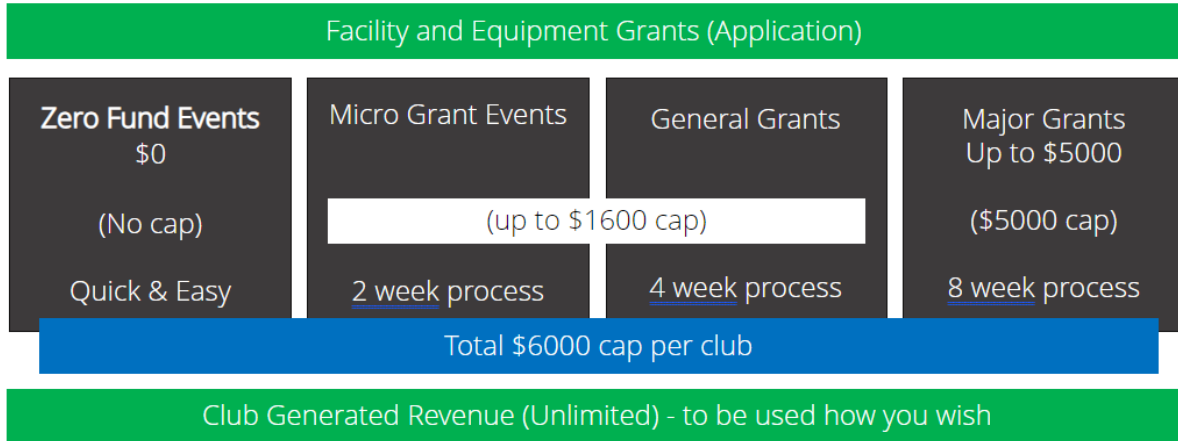 Facility and Equipment Grants (Application)
Zero Fund Events
$0
(No cap)
Quick & Easy
Micro Grant Events
General Grants
(up to $1600 cap)
2 week process
4 week process
Major Grants
Up to $5000
($5000 cap)
8 week process
Total $6000 cap per club
Club Generated Revenue (Unlimited) - to be used how you wish